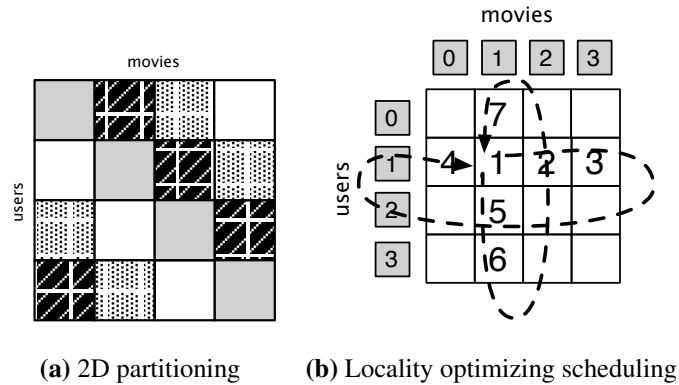 movies
users
movies
0 1 2 3
users
0
1
2
3
7
4 1 2 3
5
6
(a) 2D partitioning
(b) Locality optimizing scheduling